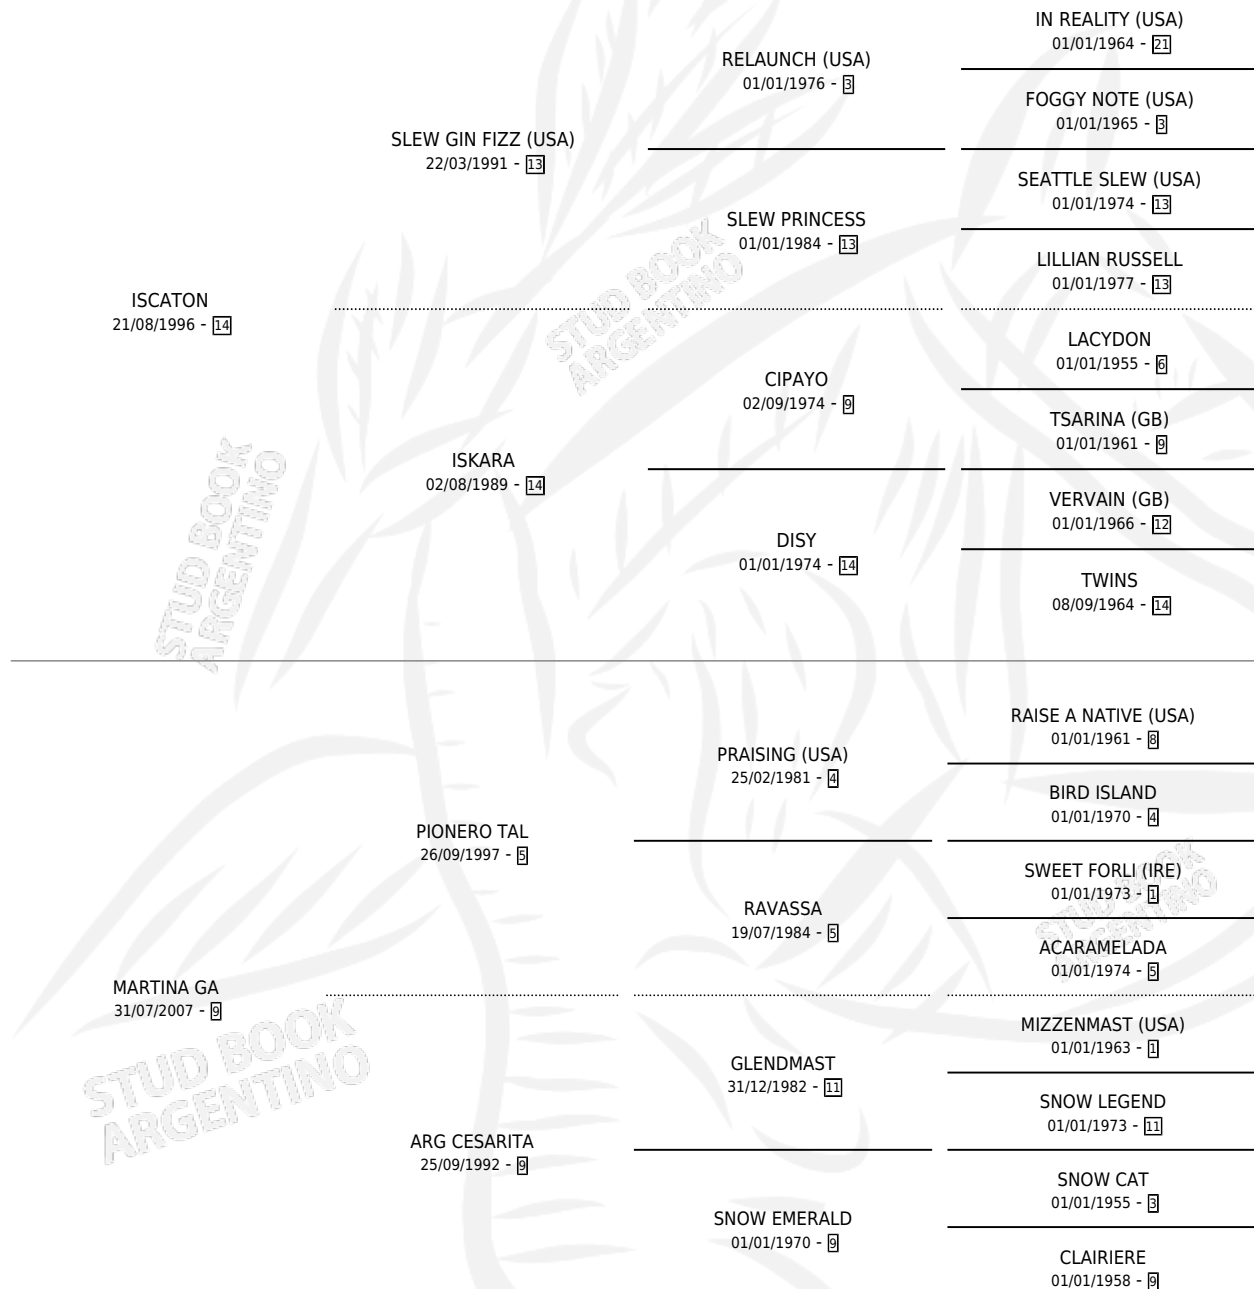 IN REALITY (USA)
01/01/1964 - 21
RELAUNCH (USA)
01/01/1976 - 3
FOGGY NOTE (USA)
01/01/1965 - 3
SLEW GIN FIZZ (USA)
22/03/1991 - 13
SEATTLE SLEW (USA)
01/01/1974 - 13
SLEW PRINCESS
01/01/1984 - 13
LILLIAN RUSSELL
01/01/1977 - 13
STUD BOOK
ARGENTINO
ISCATON
21/08/1996 - 14
LACYDON
01/01/1955 - 6
CIPAYO
02/09/1974 - 9
TSARINA (GB)
01/01/1961 - 9
ISKARA
02/08/1989 - 14
VERVAIN (GB)
01/01/1966 - 12
DISY
01/01/1974 - 14
TWINS
08/09/1964 - 14
STUD BOOK
ARGENTINO
RAISE A NATIVE (USA)
01/01/1961 - 8
PRAISING (USA)
25/02/1981 - 4
BIRD ISLAND
01/01/1970 - 4
PIONERO TAL
26/09/1997 - 5
SWEET FORLI (IRE)
01/01/1973 - 1
RAVASSA
19/07/1984 - 5
ACARAMELADA
01/01/1974 - 5
STUD BOOK
ARGENTINO
MARTINA GA
31/07/2007 - 9
MIZZENMAST (USA)
01/01/1963 - 1
GLENDMAST
31/12/1982 - 11
SNOW LEGEND
01/01/1973 - 11
STUD BOOK
ARGENTINO
ARG CESARITA
25/09/1992 - 9
SNOW CAT
01/01/1955 - 3
SNOW EMERALD
01/01/1970 - 9
CLAIRIERE
01/01/1958 - 9